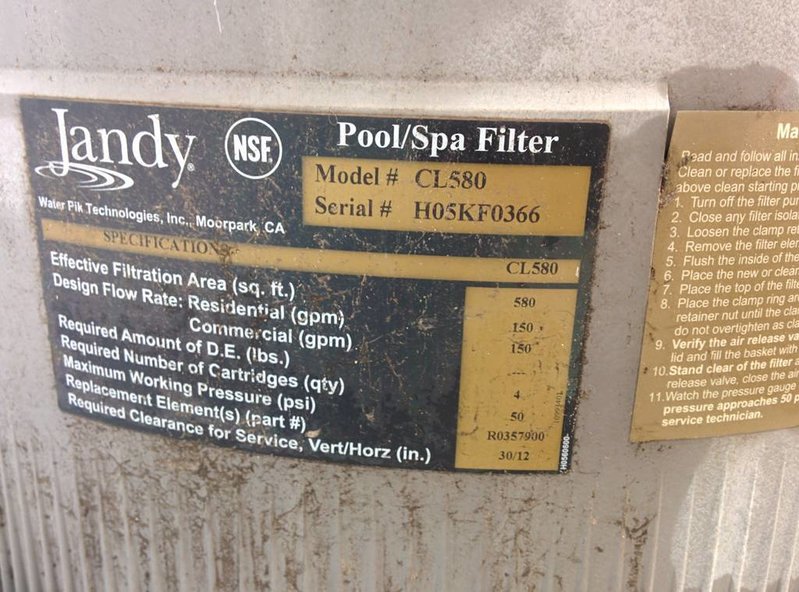 Jandy®
NSF®
Pool/Spa Filter
Model # CL580
Serial # H05KF0366
Water Pik Technologies, Inc., Moorpark, CA
SPECIFICATIONS CL580
Effective Filtration Area (sq. ft.) 580
Design Flow Rate: Residential (gpm) 150
Commercial (gpm) 150
Required Amount of D.E. (lbs.) ---
Required Number of Cartridges (qty) 4
Maximum Working Pressure (psi) 50
Replacement Element(s) (part #) R0357900
Required Clearance for Service, Vert/Horz (in.) 30/12
Ma
Read and follow all in
Clean or replace the fi
above clean starting p
1. Turn off the filter pu
2. Close any filter isola
3. Loosen the clamp re
4. Remove the filter ele
5. Flush the inside of the
6. Place the new or clea
7. Place the top of the filt
8. Place the clamp ring a
retainer nut until the cla
do not overtighten as cla
9. Verify the air release va
lid and fill the basket with
10. Stand clear of the filter a
release valve, close the ai
11. Watch the pressure gauge
pressure approaches 50 p
service technician.